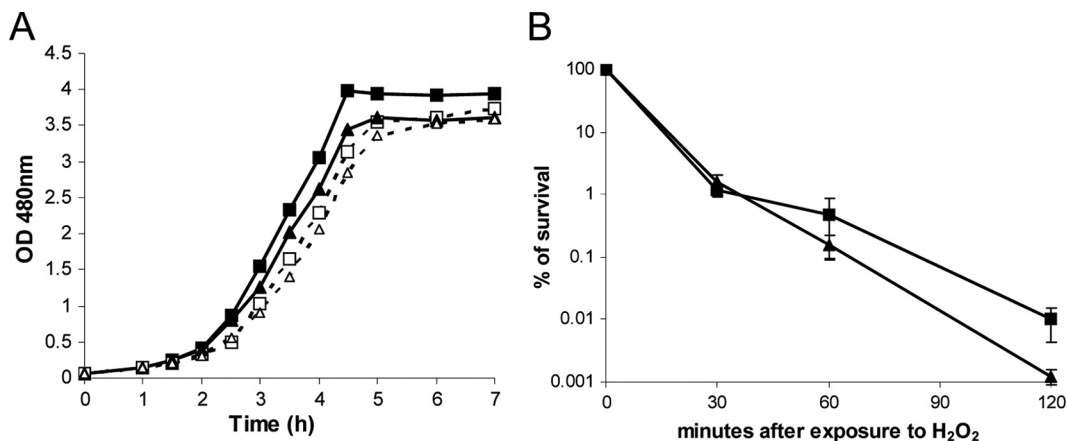 A
OD 480nm
4.5
4
3.5
3
2.5
2
1.5
1
0.5
0
0 1 2 3 4 5 6 7
Time (h)
B
% of survival
100
10
1
0.1
0.01
0.001
0 30 60 90 120
minutes after exposure to H₂O₂